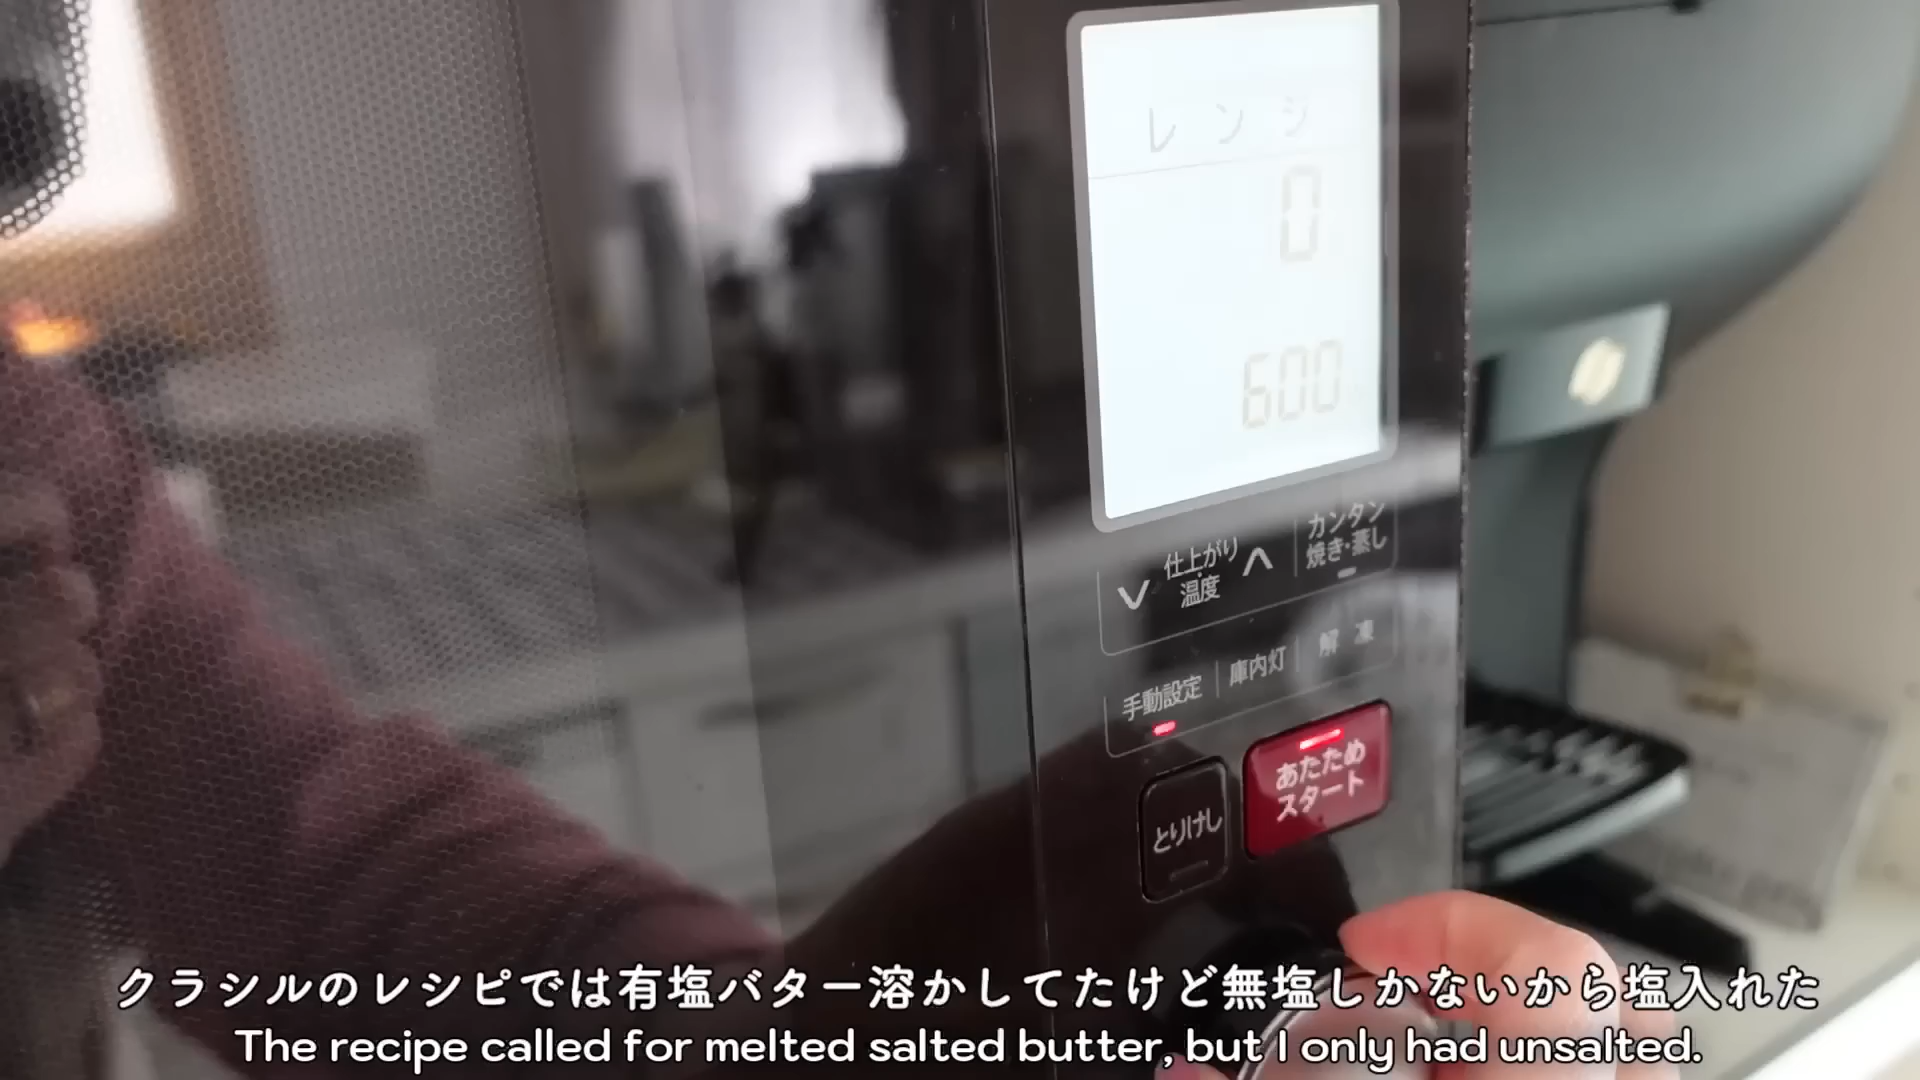 レンジ
0
600
仕上がり
温度
カンタン
焼き・蒸し
手動設定
庫内灯
解凍
とりけし
あたため
スタート
クラシルのレシピでは有塩バター溶かしてたけど無塩しかないから塩入れた
The recipe called for melted salted butter, but I only had unsalted.